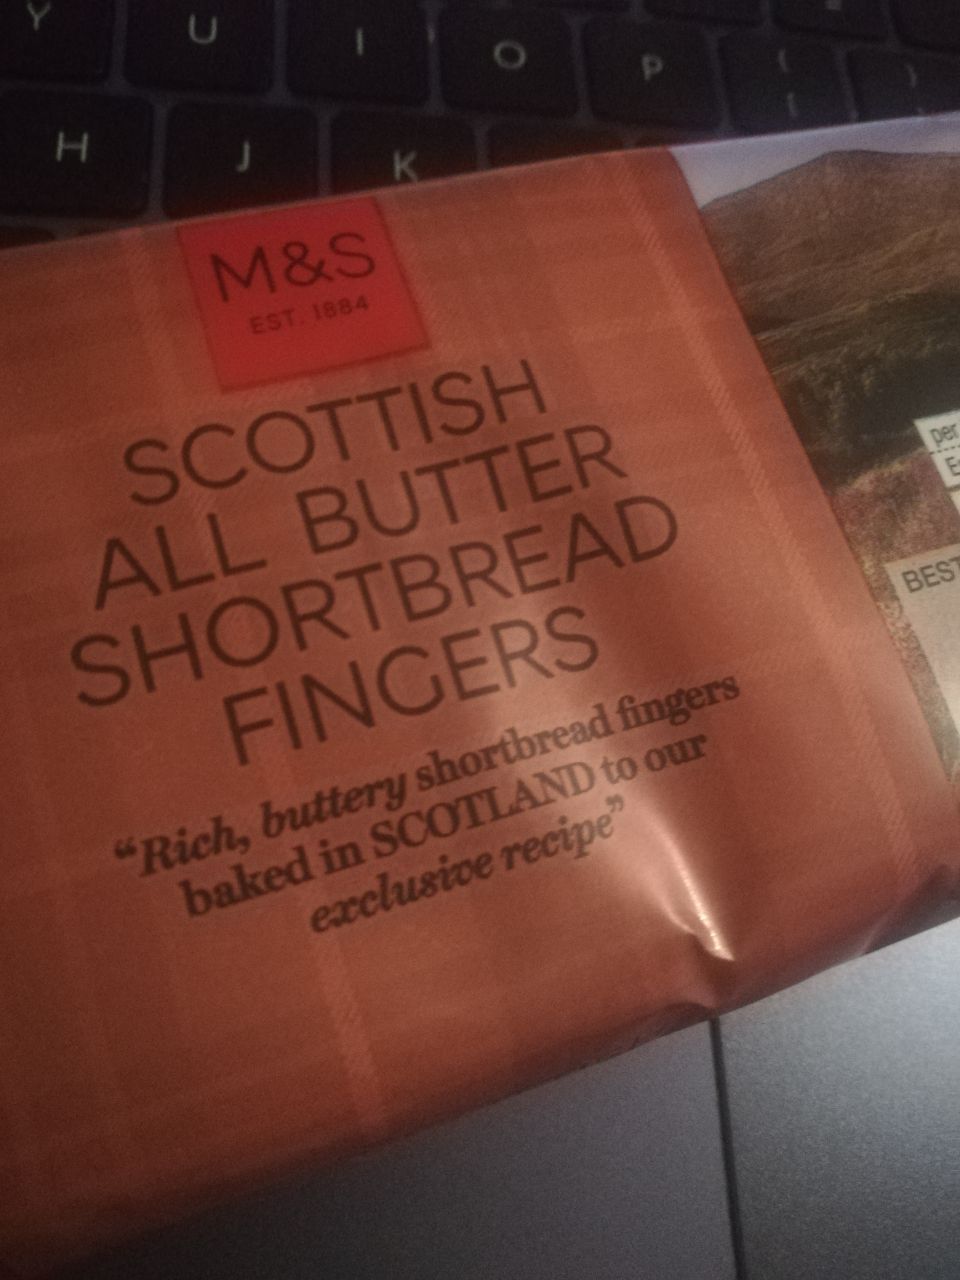 Y U I O P { [ } ]
H J K
M&S
EST. 1884
SCOTTISH
ALL BUTTER
SHORTBREAD
FINGERS
“Rich, buttery shortbread fingers
baked in SCOTLAND to our
exclusive recipe”
per
BEST